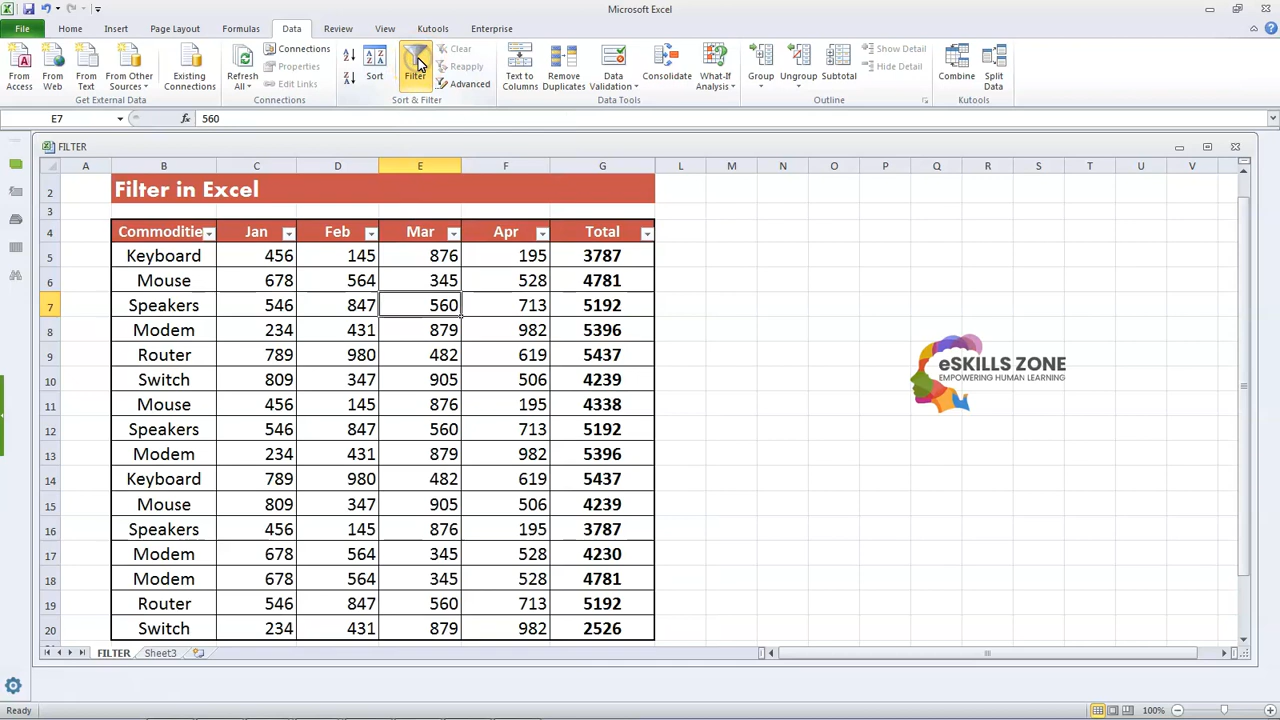 Microsoft Excel
File Home Insert Page Layout Formulas Data Review View Kutools Enterprise
From Access
From Web
From Text
From Other Sources
Existing Connections
Get External Data
Refresh All
Connections
Properties
Edit Links
Connections
A Z
Z A
Sort
Filter
Clear
Reapply
Advanced
Sort & Filter
Text to Columns
Remove Duplicates
Data Validation
Consolidate
What-If Analysis
Data Tools
Group
Ungroup
Subtotal
Show Detail
Hide Detail
Outline
Combine
Split Data
Kutools
E7 fx 560
FILTER
A B C D E F G L M N O P Q R S T U V
2 Filter in Excel
3
4 Commoditie Jan Feb Mar Apr Total
5 Keyboard 456 145 876 195 3787
6 Mouse 678 564 345 528 4781
7 Speakers 546 847 560 713 5192
8 Modem 234 431 879 982 5396
9 Router 789 980 482 619 5437
10 Switch 809 347 905 506 4239
11 Mouse 456 145 876 195 4338
12 Speakers 546 847 560 713 5192
13 Modem 234 431 879 982 5396
14 Keyboard 789 980 482 619 5437
15 Mouse 809 347 905 506 4239
16 Speakers 456 145 876 195 3787
17 Modem 678 564 345 528 4230
18 Modem 678 564 345 528 4781
19 Router 546 847 560 713 5192
20 Switch 234 431 879 982 2526
eSKILLS ZONE
EMPOWERING HUMAN LEARNING
FILTER Sheet3
Ready 100%